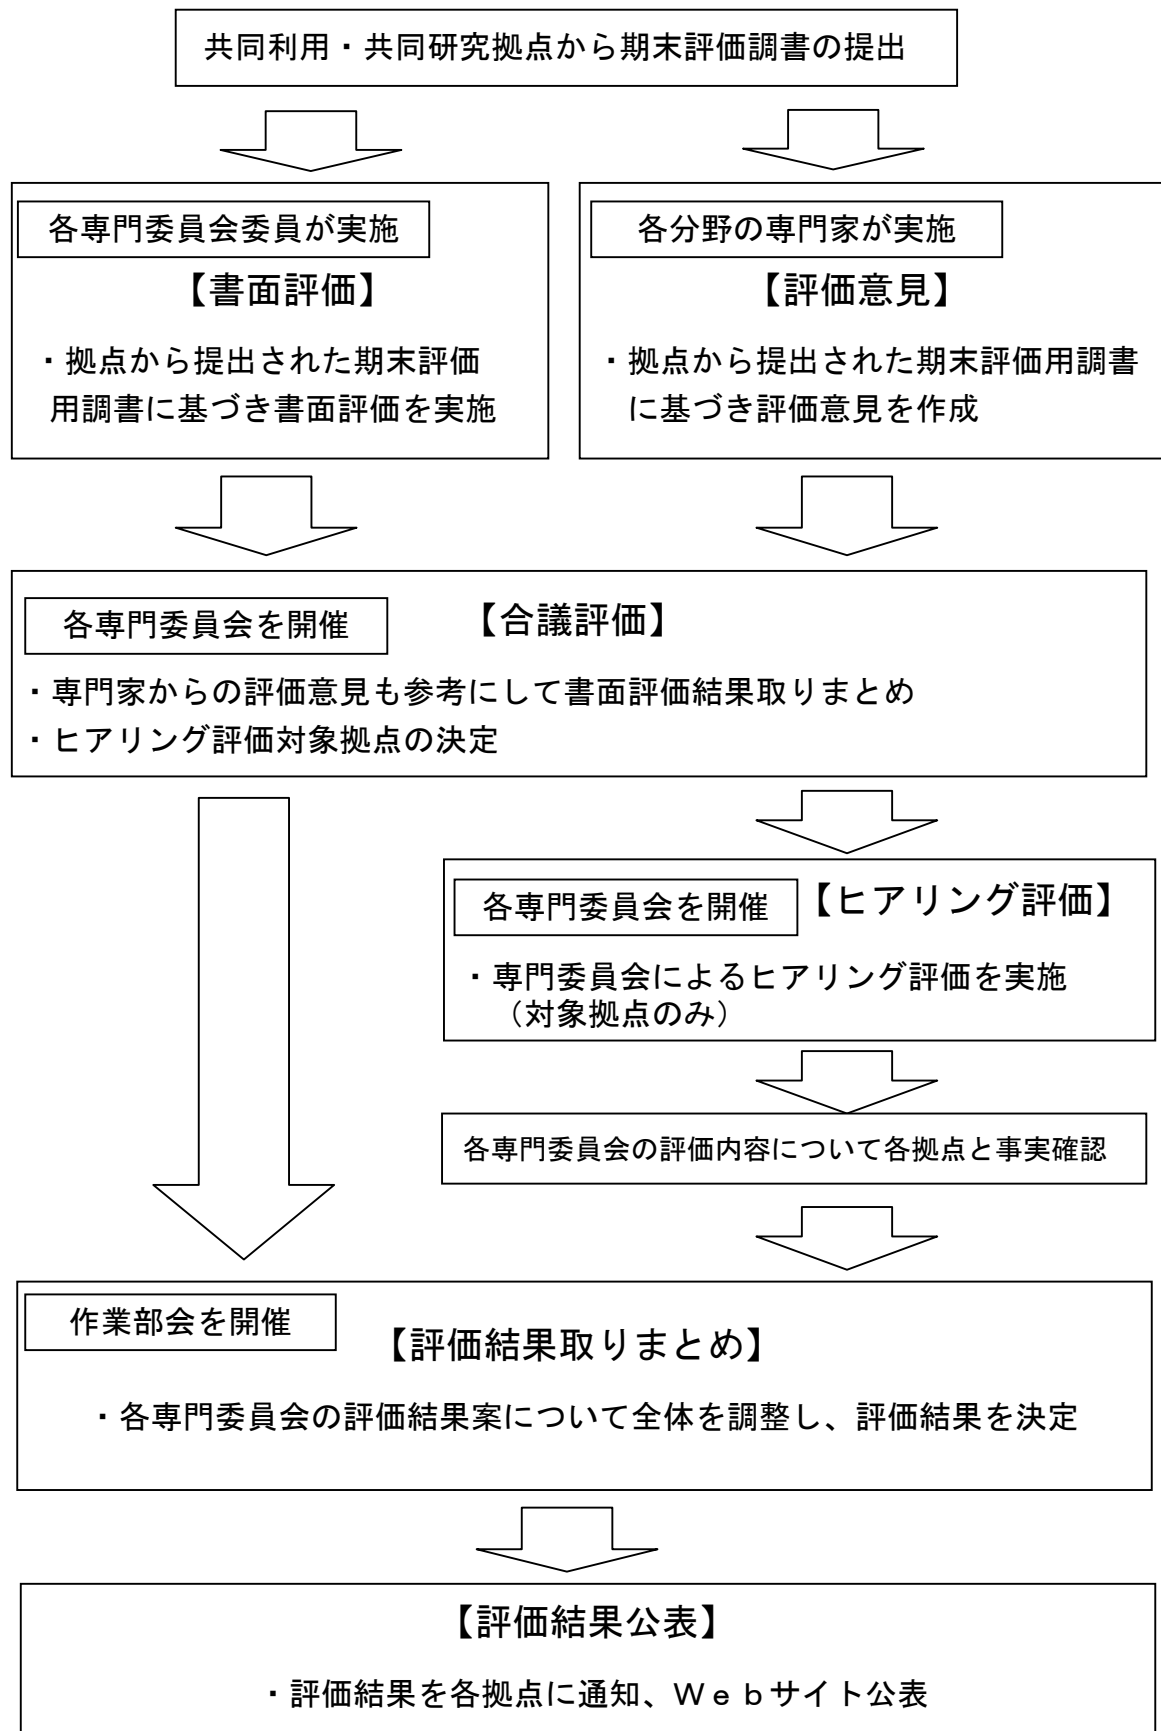 共同利用・共同研究拠点から期末評価調書の提出
各専門委員会委員が実施
【書面評価】
・拠点から提出された期末評価
用調書に基づき書面評価を実施
各分野の専門家が実施
【評価意見】
・拠点から提出された期末評価用調書
に基づき評価意見を作成
各専門委員会を開催
【合議評価】
・専門家からの評価意見も参考にして書面評価結果取りまとめ
・ヒアリング評価対象拠点の決定
各専門委員会を開催
【ヒアリング評価】
・専門委員会によるヒアリング評価を実施
（対象拠点のみ）
各専門委員会の評価内容について各拠点と事実確認
作業部会を開催
【評価結果取りまとめ】
・各専門委員会の評価結果案について全体を調整し、評価結果を決定
【評価結果公表】
・評価結果を各拠点に通知、Ｗｅｂサイト公表